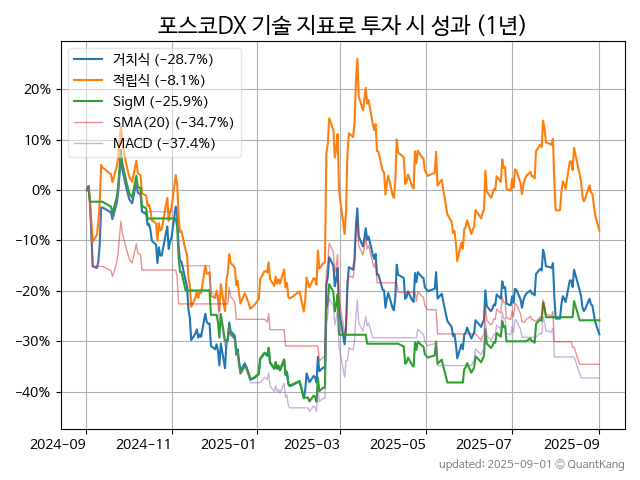 포스코DX 기술 지표로 투자 시 성과 (1년)
거치식 (−28.7%)
적립식 (−8.1%)
SigM (−25.9%)
SMA(20) (−34.7%)
MACD (−37.4%)
20%
10%
0%
−10%
−20%
−30%
−40%
2024-09
2024-11
2025-01
2025-03
2025-05
2025-07
2025-09
updated: 2025-09-01 © QuantKang